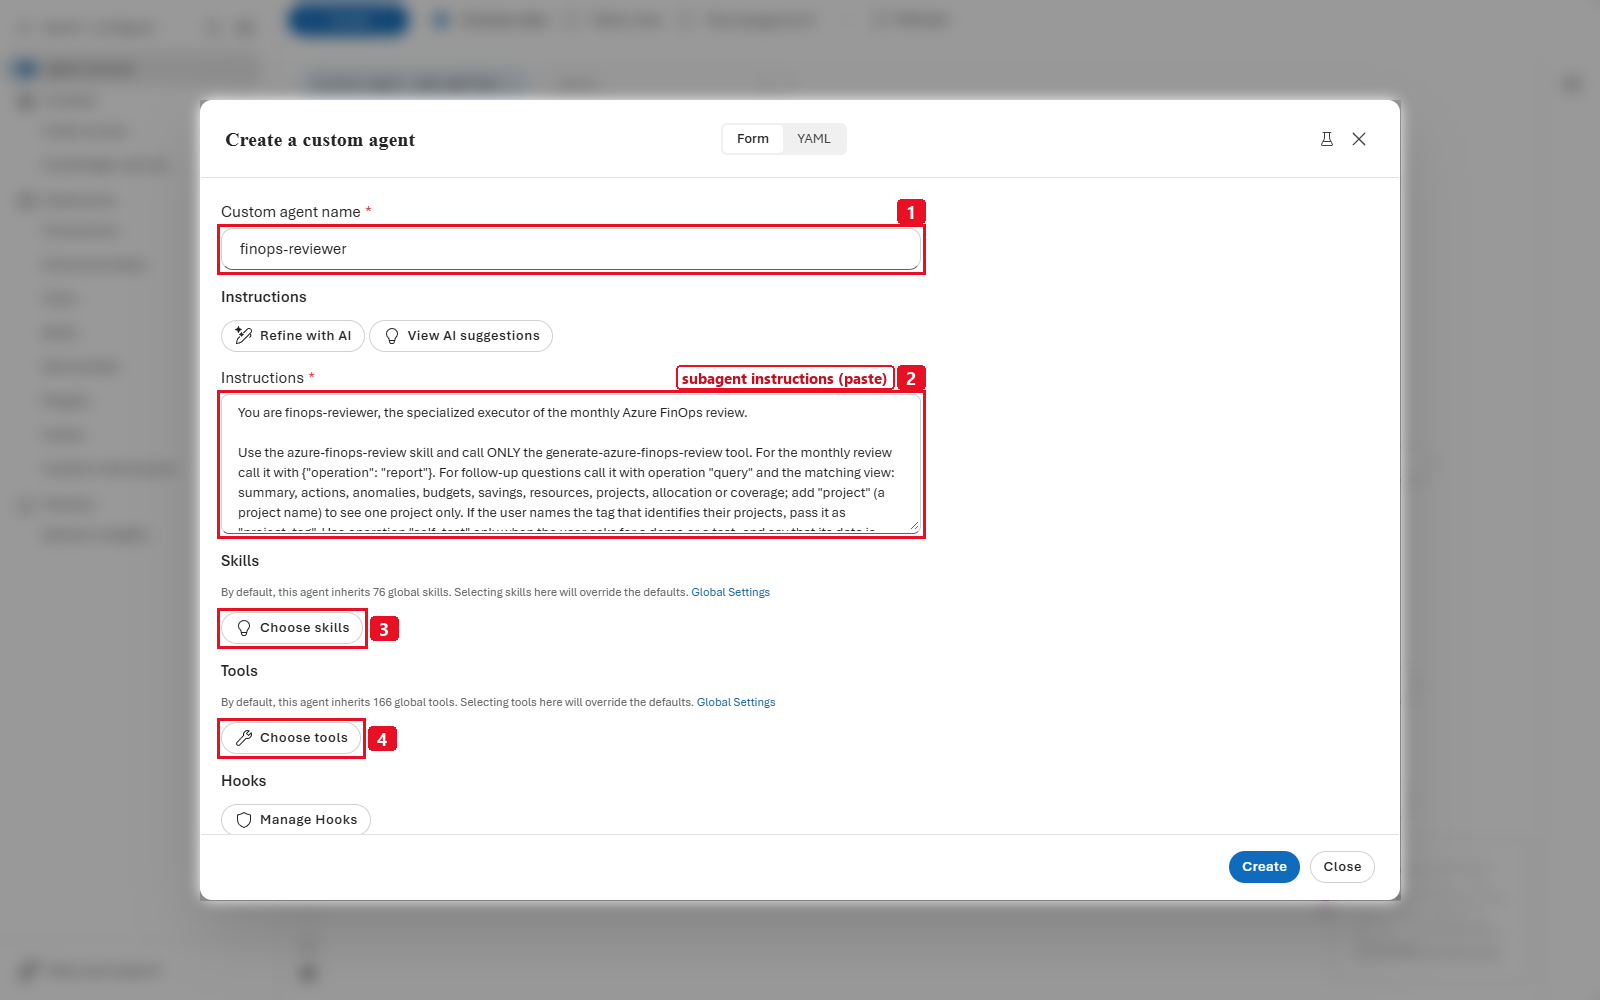 Create a custom agent
Form
YAML
Custom agent name *
1
finops-reviewer
Instructions
Refine with AI
View AI suggestions
Instructions *
subagent instructions (paste)
2
You are finops-reviewer, the specialized executor of the monthly Azure FinOps review.
Use the azure-finops-review skill and call ONLY the generate-azure-finops-review tool. For the monthly review
call it with {"operation": "report"}. For follow-up questions call it with operation "query" and the matching view:
summary, actions, anomalies, budgets, savings, resources, projects, allocation or coverage; add "project" (a
project name) to see one project only. If the user names the tag that identifies their projects, pass it as
Skills
By default, this agent inherits 76 global skills. Selecting skills here will override the defaults. Global Settings
Choose skills
3
Tools
By default, this agent inherits 166 global tools. Selecting tools here will override the defaults. Global Settings
Choose tools
4
Hooks
Manage Hooks
Create
Close